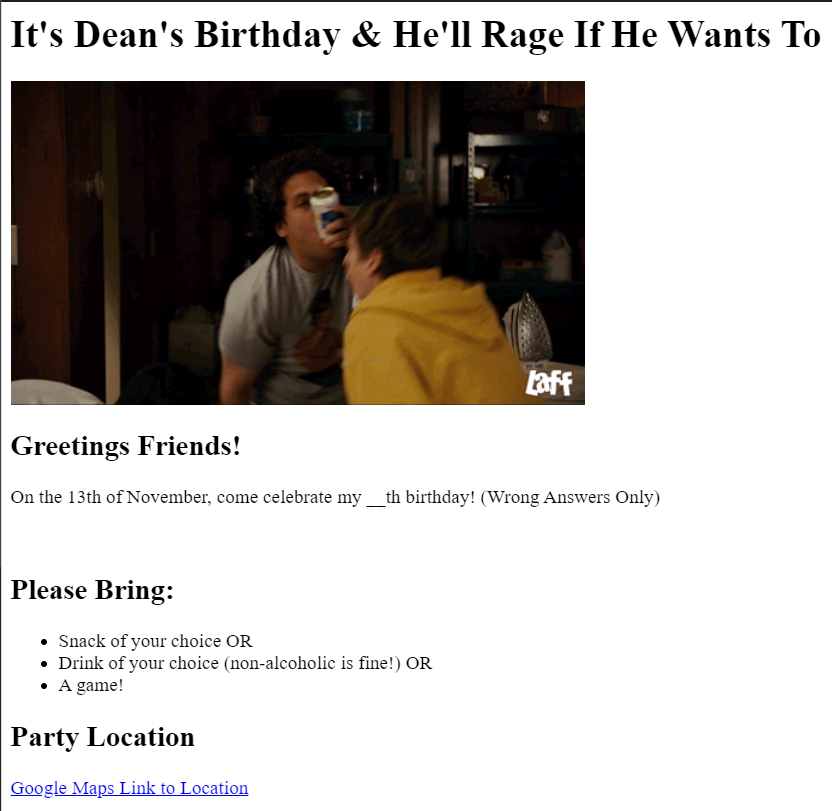 It's Dean's Birthday & He'll Rage If He Wants To
Laff
Greetings Friends!
On the 13th of November, come celebrate my __th birthday! (Wrong Answers Only)
Please Bring:
Snack of your choice OR
Drink of your choice (non-alcoholic is fine!) OR
A game!
Party Location
Google Maps Link to Location